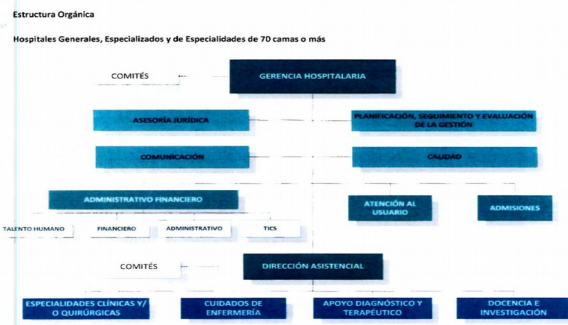 Estructura Orgánica
Hospitales Generales, Especializados y de Especialidades de 70 camas o más
COMITÉS
GERENCIA HOSPITALARIA
ASESORÍA JURÍDICA
PLANIFICACIÓN, SEGUIMIENTO Y EVALUACIÓN
DE LA GESTIÓN
COMUNICACIÓN
CALIDAD
ADMINISTRATIVO FINANCIERO
ATENCIÓN AL
USUARIO
ADMISIONES
TALENTO HUMANO
FINANCIERO
ADMINISTRATIVO
TICS
COMITÉS
DIRECCIÓN ASISTENCIAL
ESPECIALIDADES CLÍNICAS Y/
O QUIRÚRGICAS
CUIDADOS DE
ENFERMERÍA
APOYO DIAGNÓSTICO Y
TERAPÉUTICO
DOCENCIA E
INVESTIGACIÓN